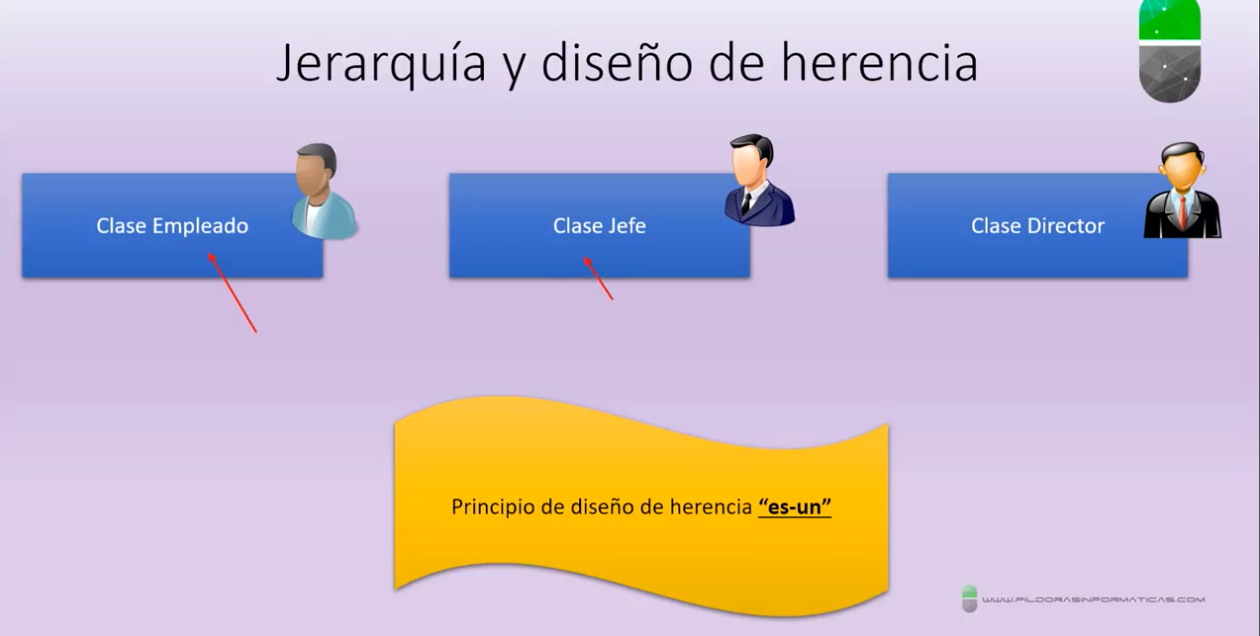 Jerarquía y diseño de herencia
Clase Empleado
Clase Jefe
Clase Director
Principio de diseño de herencia “es-un”
WWW.PILDORASINFORMATICAS.COM